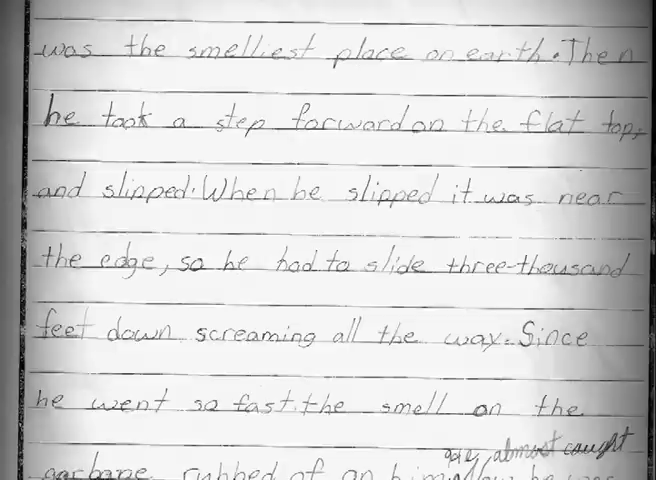 was the smelliest place on earth. Then
he took a step forward on the flat top,
and slipped. When he slipped it was near
the edge, so he had to slide three-thousand
feet down screaming all the way. Since
he went so fast. the smell on the
almost caught
garbage rubbed of on him he was